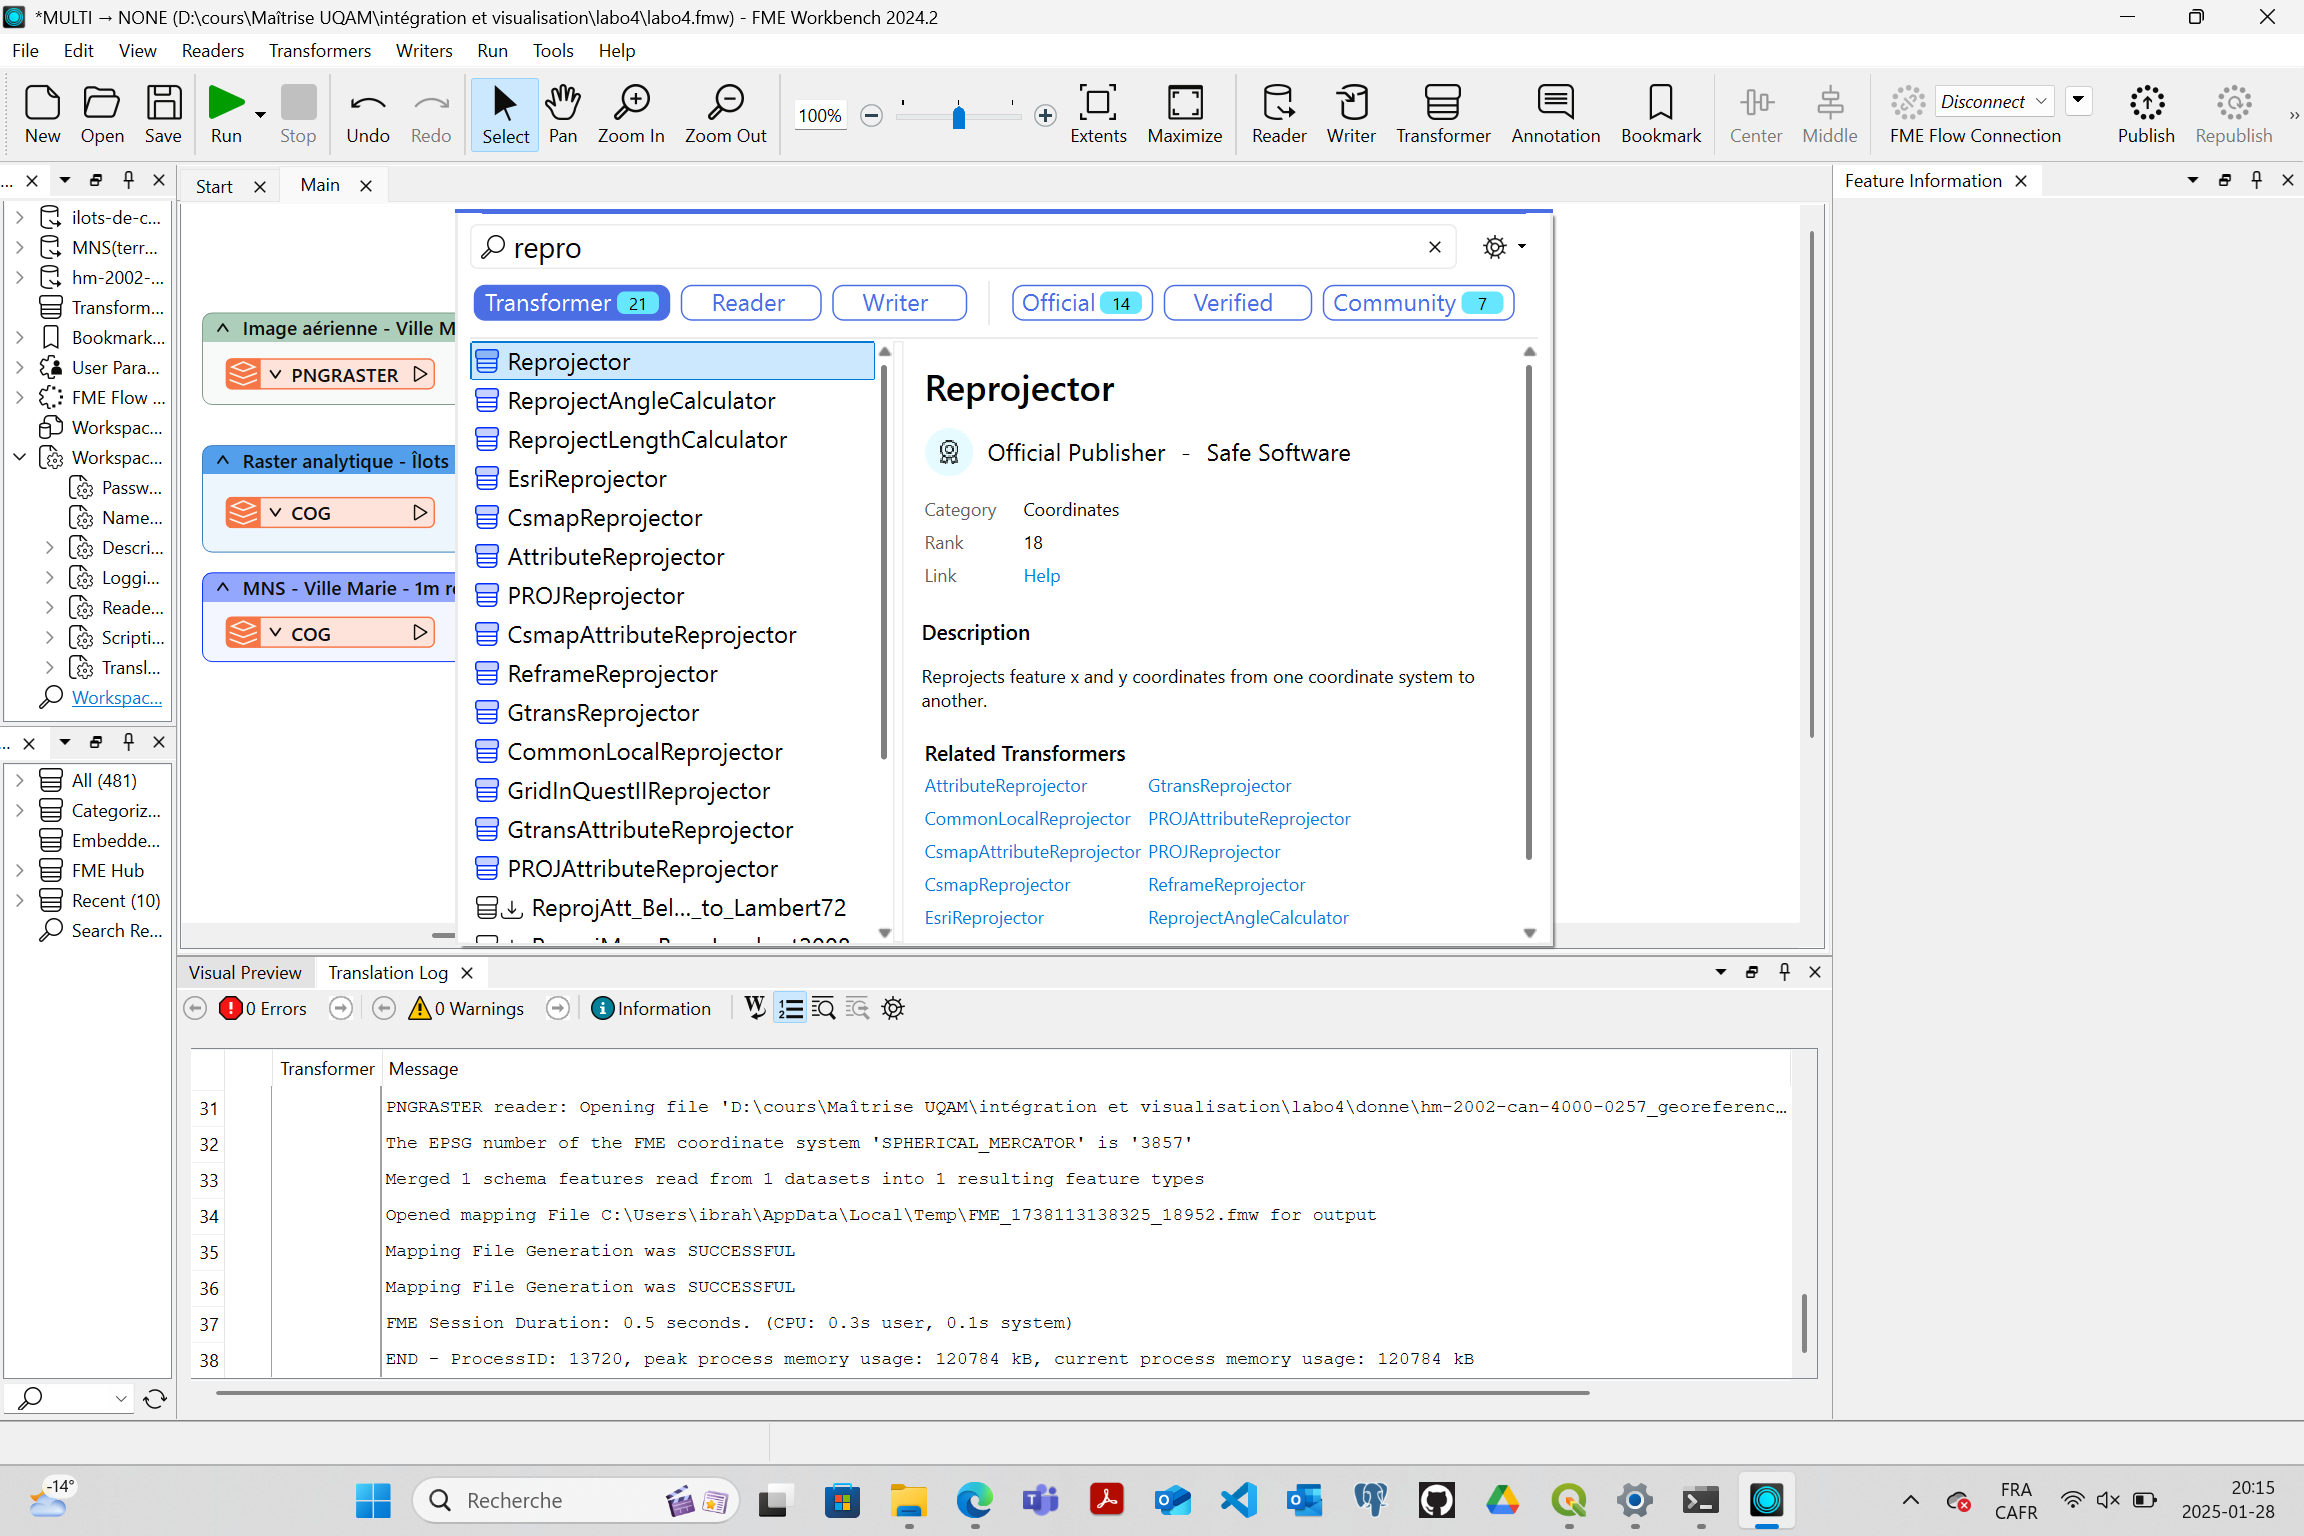 *MULTI → NONE (D:\cours\Maîtrise UQAM\intégration et visualisation\labo4\labo4.fmw) - FME Workbench 2024.2
File Edit View Readers Transformers Writers Run Tools Help
New Open Save Run Stop Undo Redo Select Pan Zoom In Zoom Out 100% Extents Maximize Reader Writer Transformer Annotation Bookmark Center Middle Disconnect FME Flow Connection Publish Republish
...
Start Main
Feature Information
ilots-de-c...
MNS(terr...
hm-2002-...
Transform...
Bookmark...
User Para...
FME Flow ...
Workspac...
Workspac...
Passw...
Name...
Descri...
Loggi...
Reade...
Scripti...
Transl...
Workspac...
...
All (481)
Categoriz...
Embedde...
FME Hub
Recent (10)
Search Re...
Image aérienne - Ville M
PNGRASTER
Raster analytique - Îlots
COG
MNS - Ville Marie - 1m r
COG
repro
Transformer 21 Reader Writer Official 14 Verified Community 7
Reprojector
ReprojectAngleCalculator
ReprojectLengthCalculator
EsriReprojector
CsmapReprojector
AttributeReprojector
PROJReprojector
CsmapAttributeReprojector
ReframeReprojector
GtransReprojector
CommonLocalReprojector
GridInQuestIIReprojector
GtransAttributeReprojector
PROJAttributeReprojector
ReprojAtt_Bel..._to_Lambert72
Reprojector
Official Publisher - Safe Software
Category Coordinates
Rank 18
Link Help
Description
Reprojects feature x and y coordinates from one coordinate system to
another.
Related Transformers
AttributeReprojector GtransReprojector
CommonLocalReprojector PROJAttributeReprojector
CsmapAttributeReprojector PROJReprojector
CsmapReprojector ReframeReprojector
EsriReprojector ReprojectAngleCalculator
Visual Preview Translation Log
0 Errors 0 Warnings Information
Transformer Message
31 PNGRASTER reader: Opening file 'D:\cours\Maîtrise UQAM\intégration et visualisation\labo4\donne\hm-2002-can-4000-0257_georeferenc...
32 The EPSG number of the FME coordinate system 'SPHERICAL_MERCATOR' is '3857'
33 Merged 1 schema features read from 1 datasets into 1 resulting feature types
34 Opened mapping File C:\Users\ibrah\AppData\Local\Temp\FME_1738113138325_18952.fmw for output
35 Mapping File Generation was SUCCESSFUL
36 Mapping File Generation was SUCCESSFUL
37 FME Session Duration: 0.5 seconds. (CPU: 0.3s user, 0.1s system)
38 END - ProcessID: 13720, peak process memory usage: 120784 kB, current process memory usage: 120784 kB
-14°
Recherche
FRA
CAFR
20:15
2025-01-28